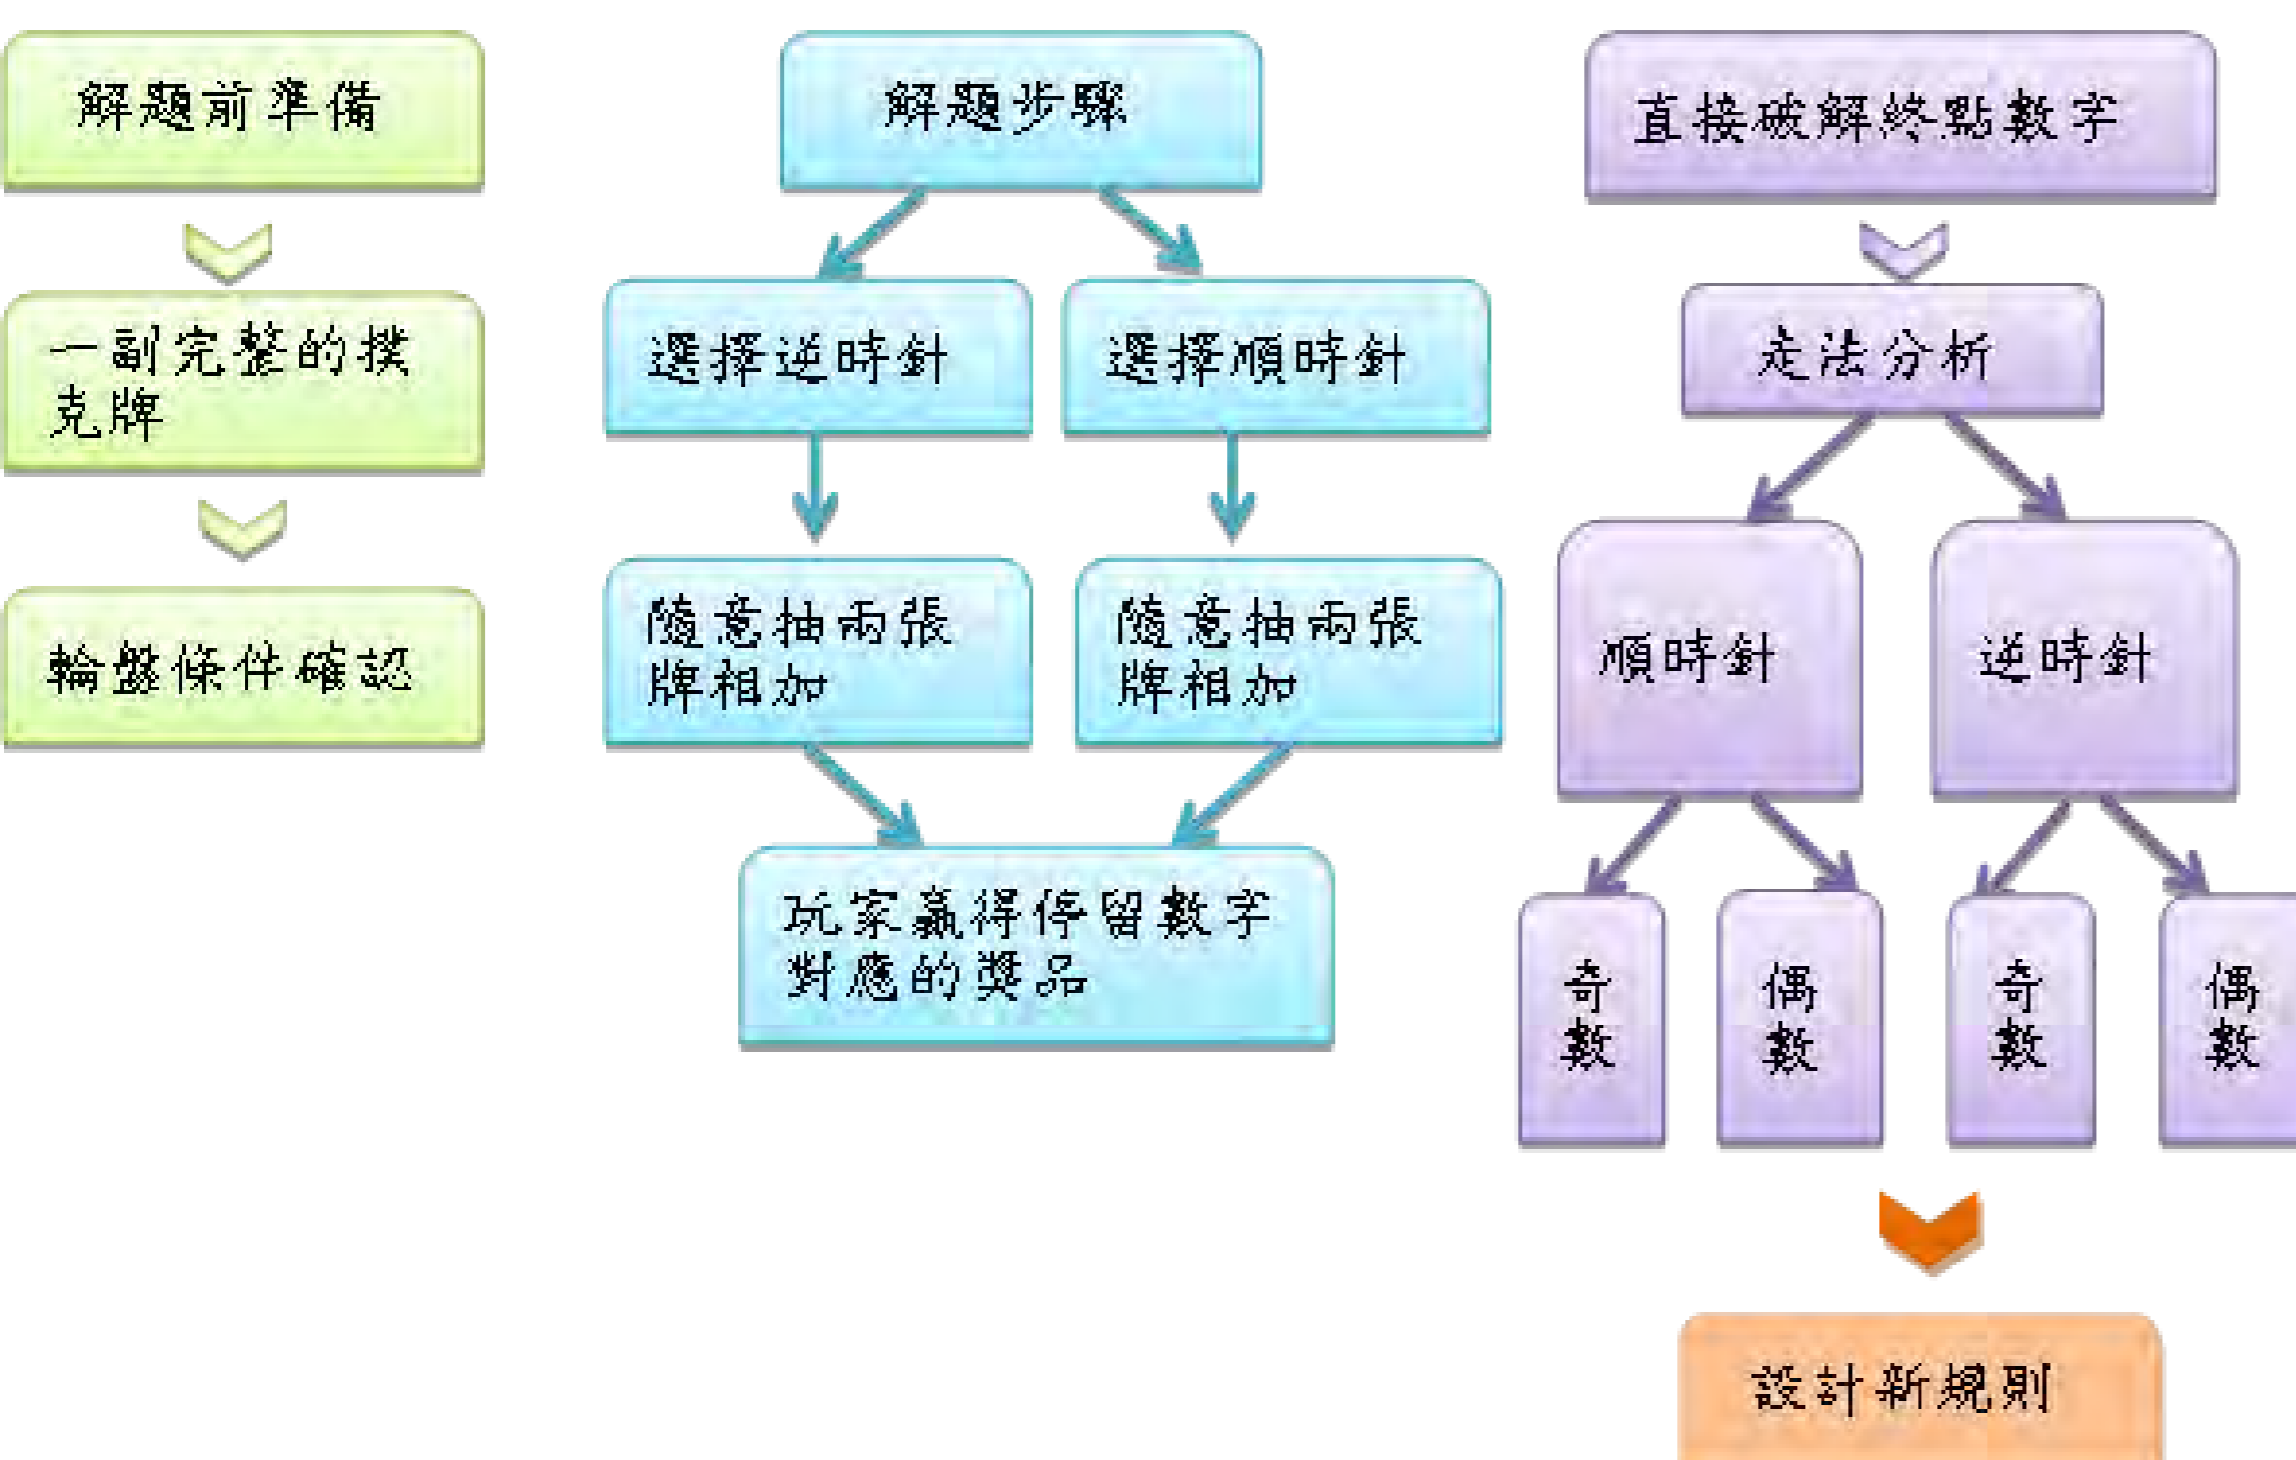 解題前準備
一副完整的撲
克牌
輪盤條件確認
解題步驟
選擇逆時針
選擇順時針
隨意抽兩張
牌相加
隨意抽兩張
牌相加
玩家贏得停留數字
對應的獎品
直接破解終點數字
走法分析
順時針
逆時針
奇
數
偶
數
奇
數
偶
數
設計新規則